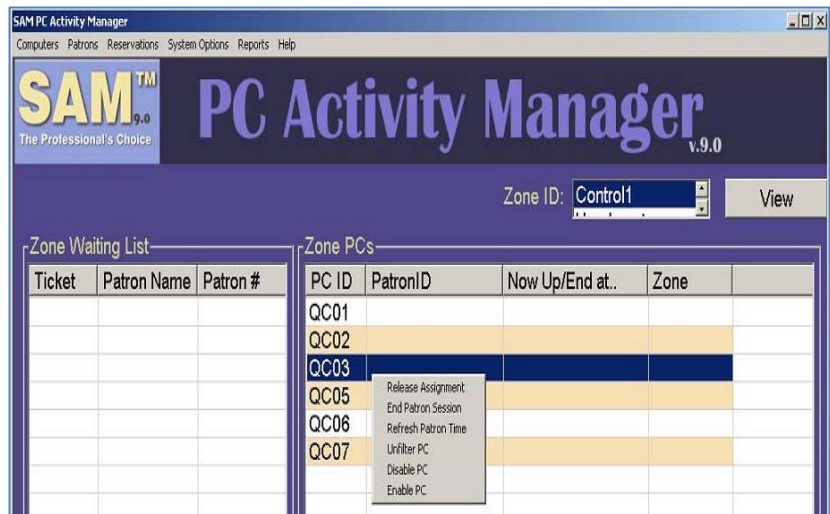 SAM PC Activity Manager
Computers Patrons Reservations System Options Reports Help
SAM™ 9.0
The Professional's Choice
PC Activity Manager v.9.0
Zone ID: Control1 View
Zone Waiting List
Ticket Patron Name Patron #
Zone PCs
PC ID PatronID Now Up/End at.. Zone
QC01
QC02
QC03
QC05
QC06
QC07
Release Assignment
End Patron Session
Refresh Patron Time
Unfilter PC
Disable PC
Enable PC